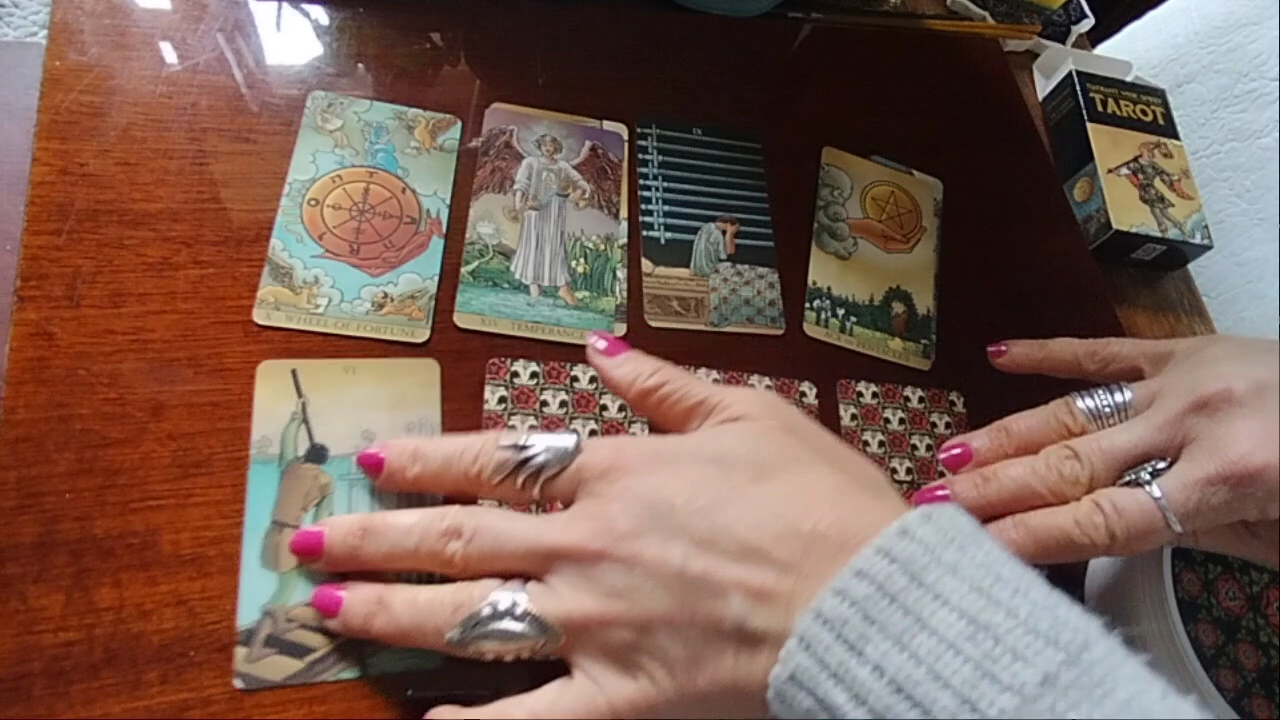 X WHEEL OF FORTUNE
XIV TEMPERANCE
IX
ACE OF PENTACLES
VI
TAROT